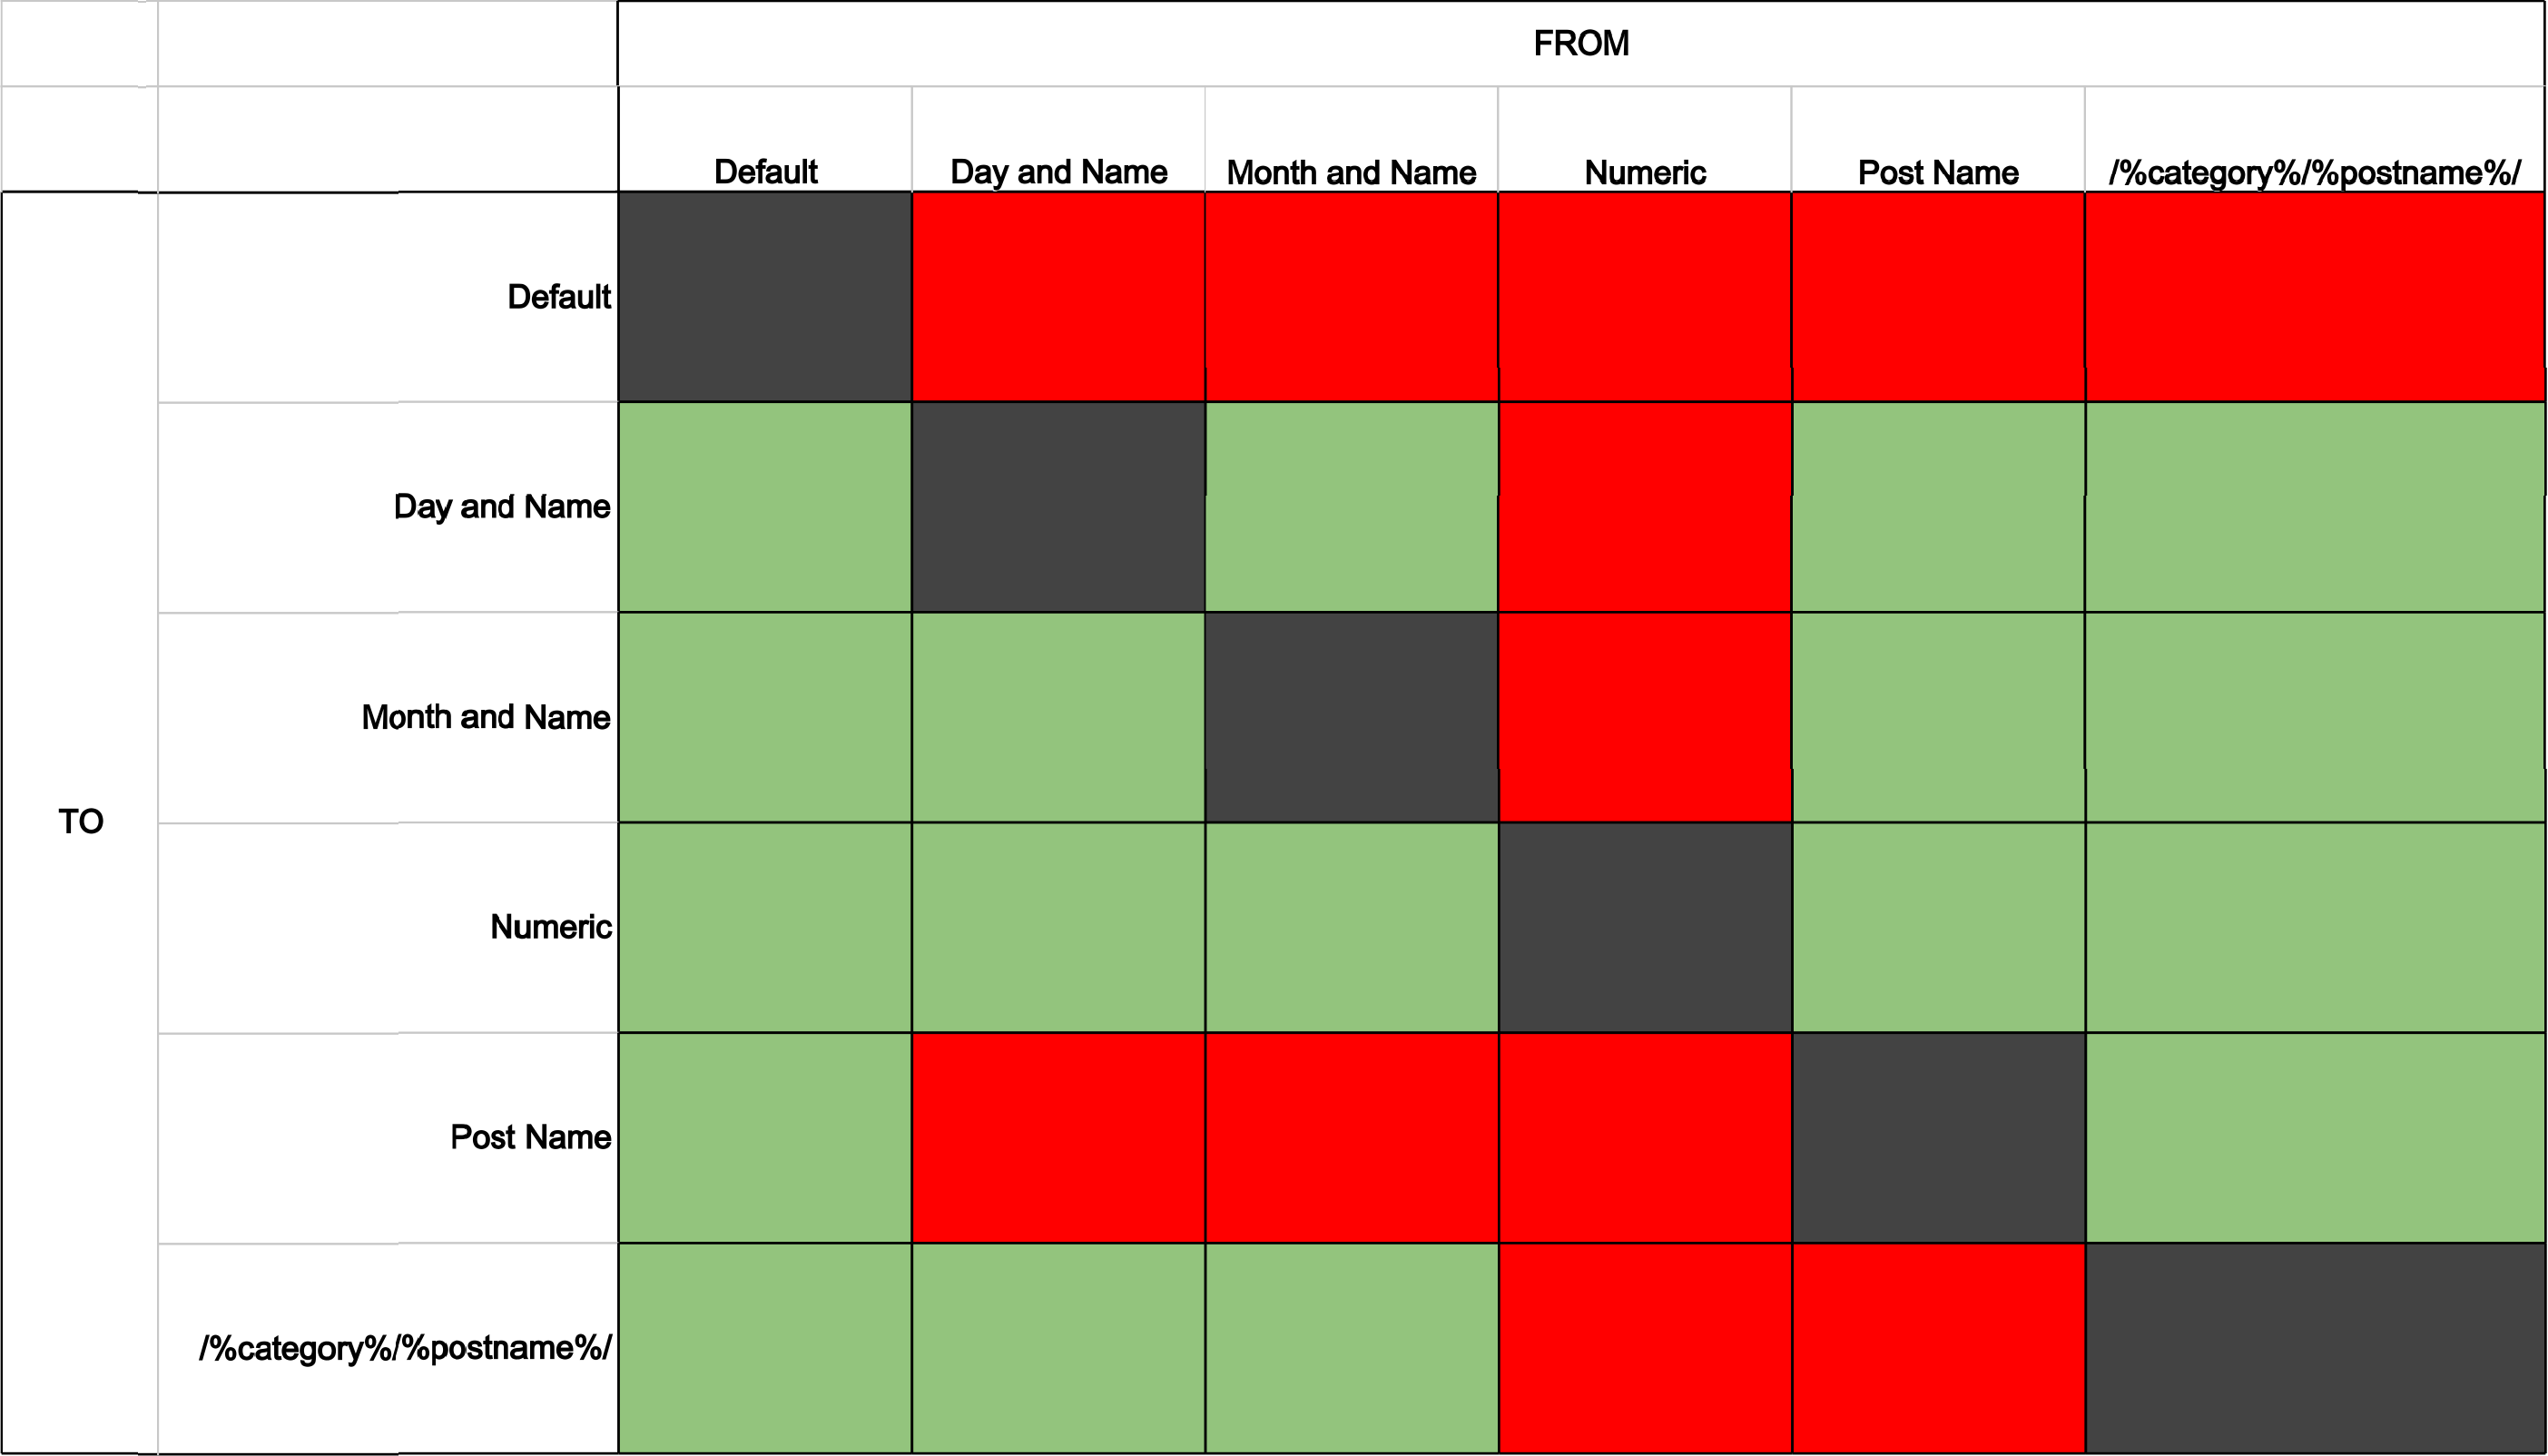 FROM
Default Day and Name Month and Name Numeric Post Name /%category%/%postname%/
Default
Day and Name
Month and Name
TO
Numeric
Post Name
/%category%/%postname%/